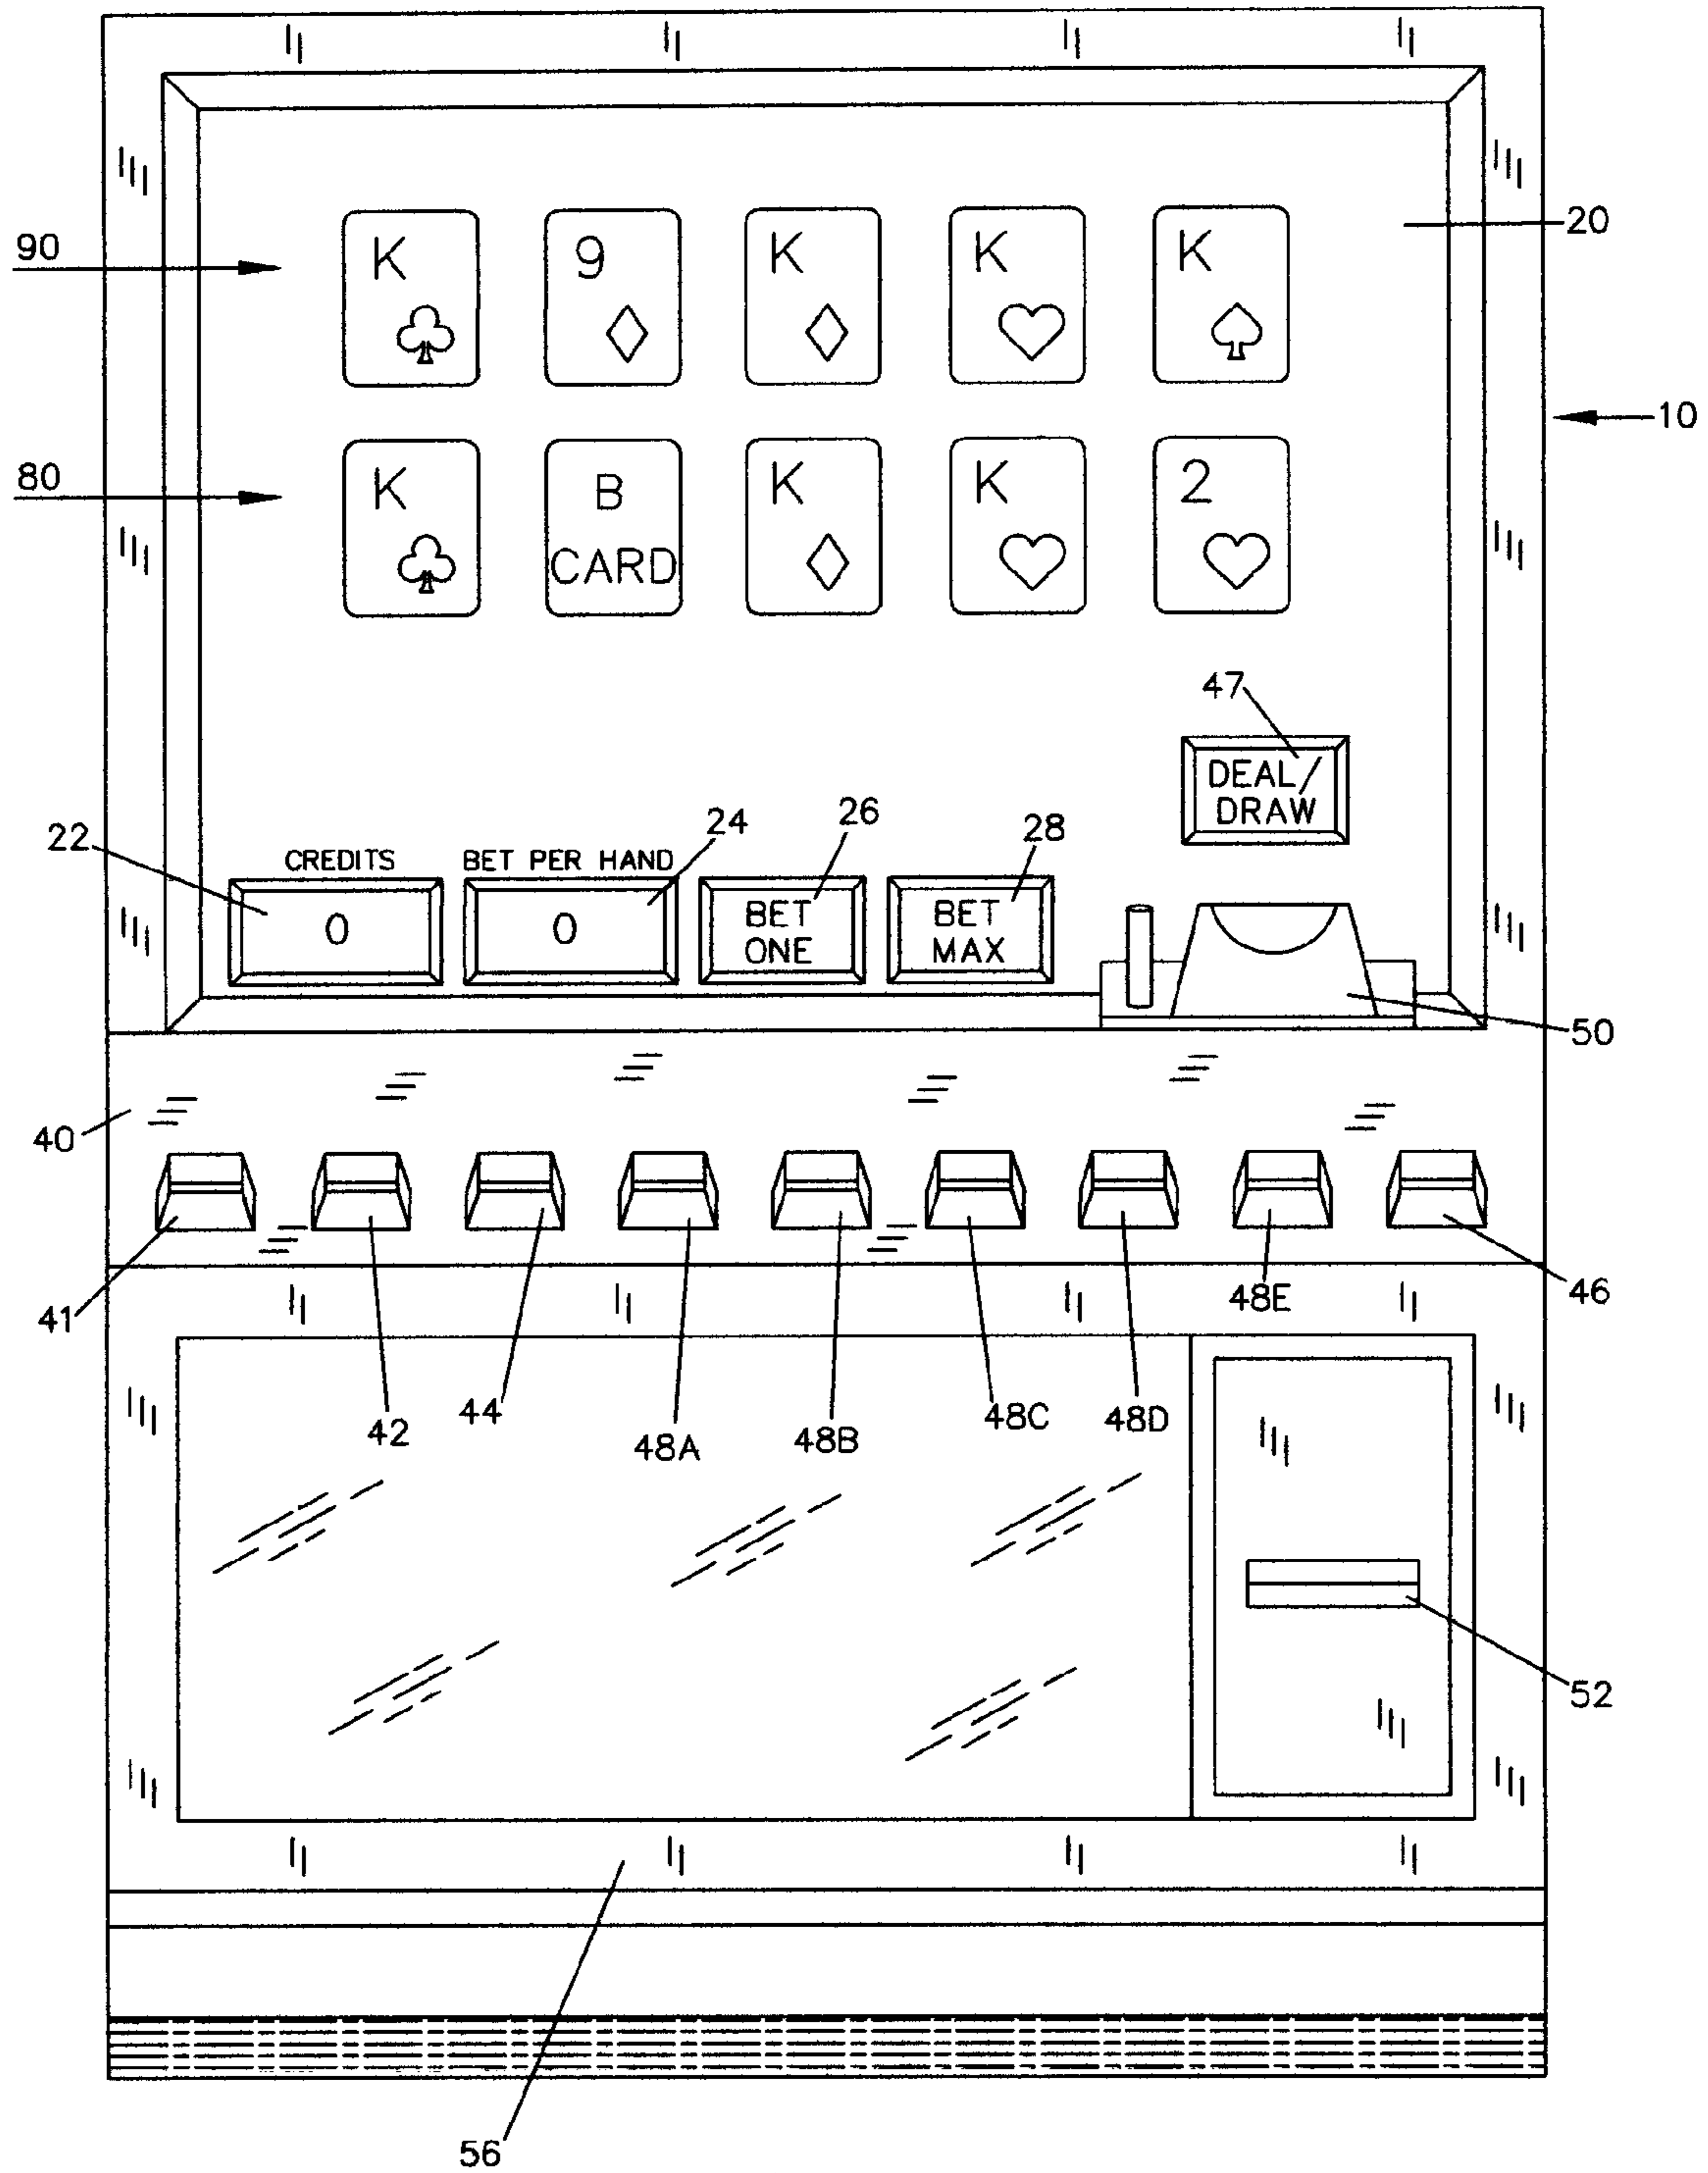 90
K 9 K K K
20
10
80
K B CARD K K 2
47
DEAL/
DRAW
22
CREDITS
0
24
BET PER HAND
0
26
BET
ONE
28
BET
MAX
50
40
41
42
44
48A
48B
48C
48D
48E
46
52
56